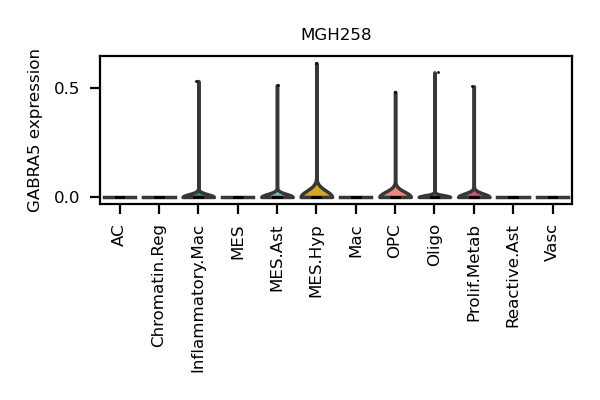 MGH258
GABRA5 expression
0.5
0.0
AC
Chromatin.Reg
Inflammatory.Mac
MES
MES.Ast
MES.Hyp
Mac
OPC
Oligo
Prolif.Metab
Reactive.Ast
Vasc